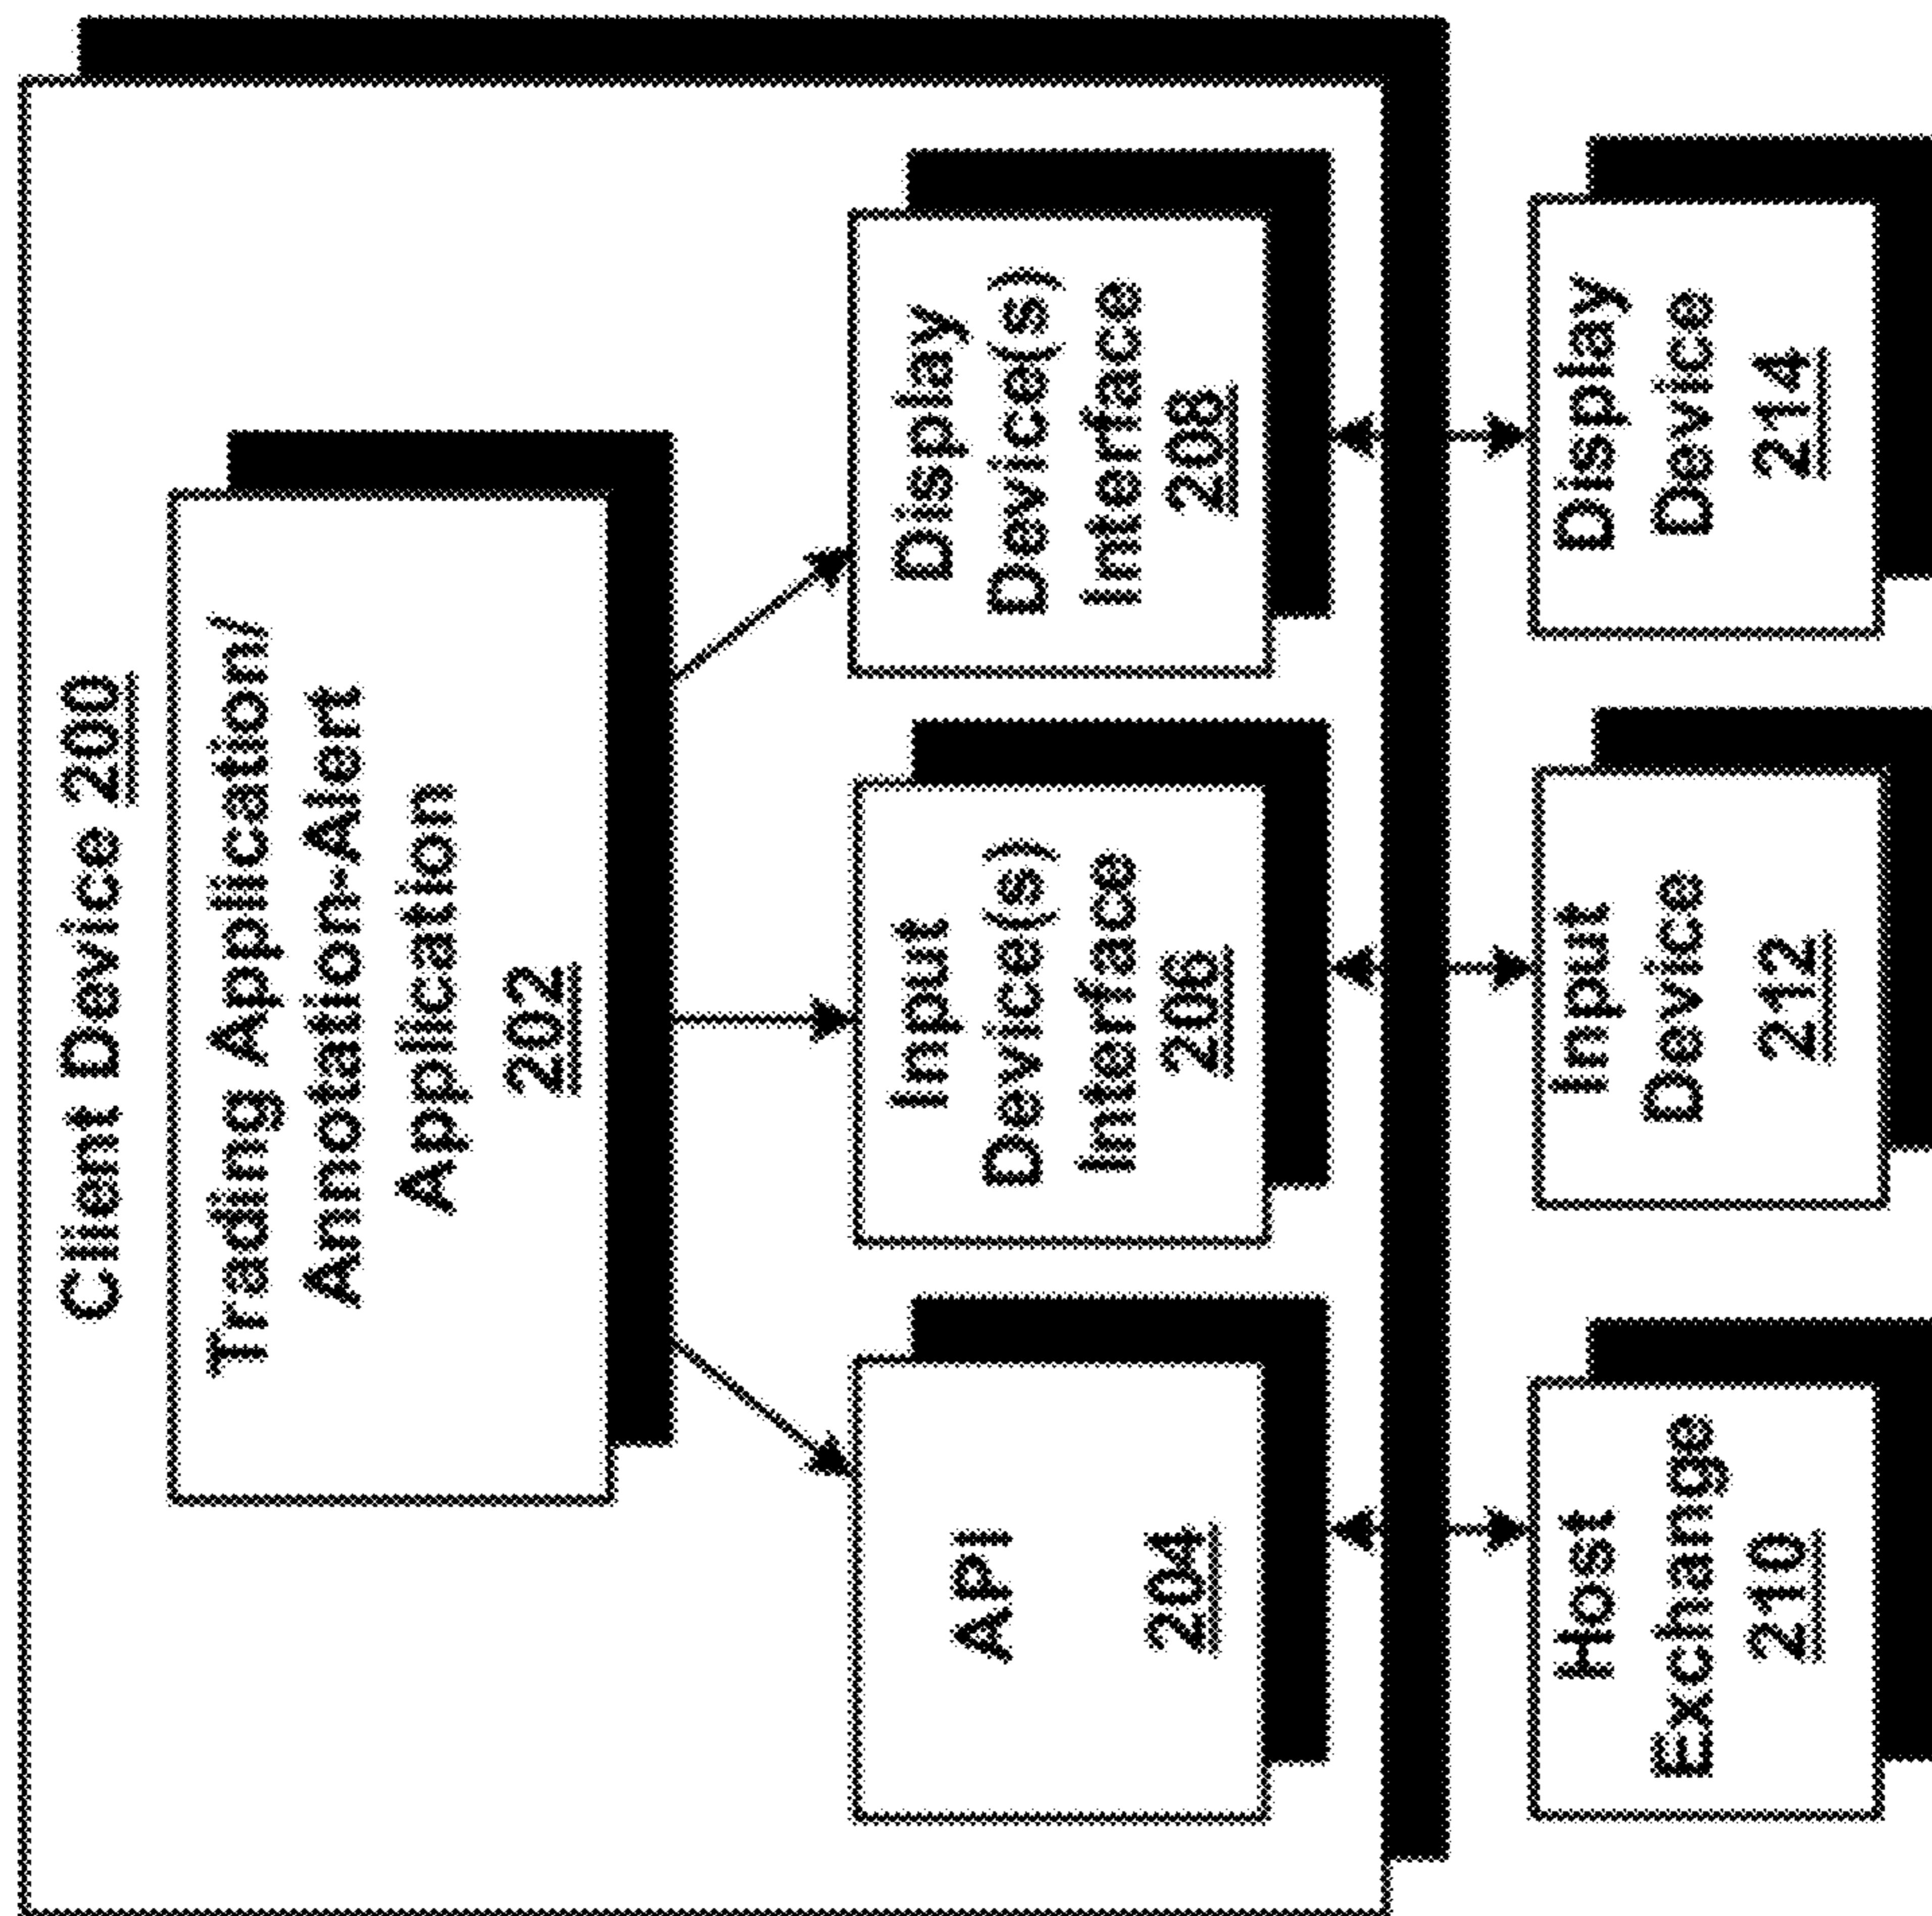 Client Device 200
Trading Application/
Annotation-Alert
Application
202
API
204
Input
Device(s)
Interface
206
Display
Device(s)
Interface
208
Host
Exchange
210
Input
Device
212
Display
Device
214